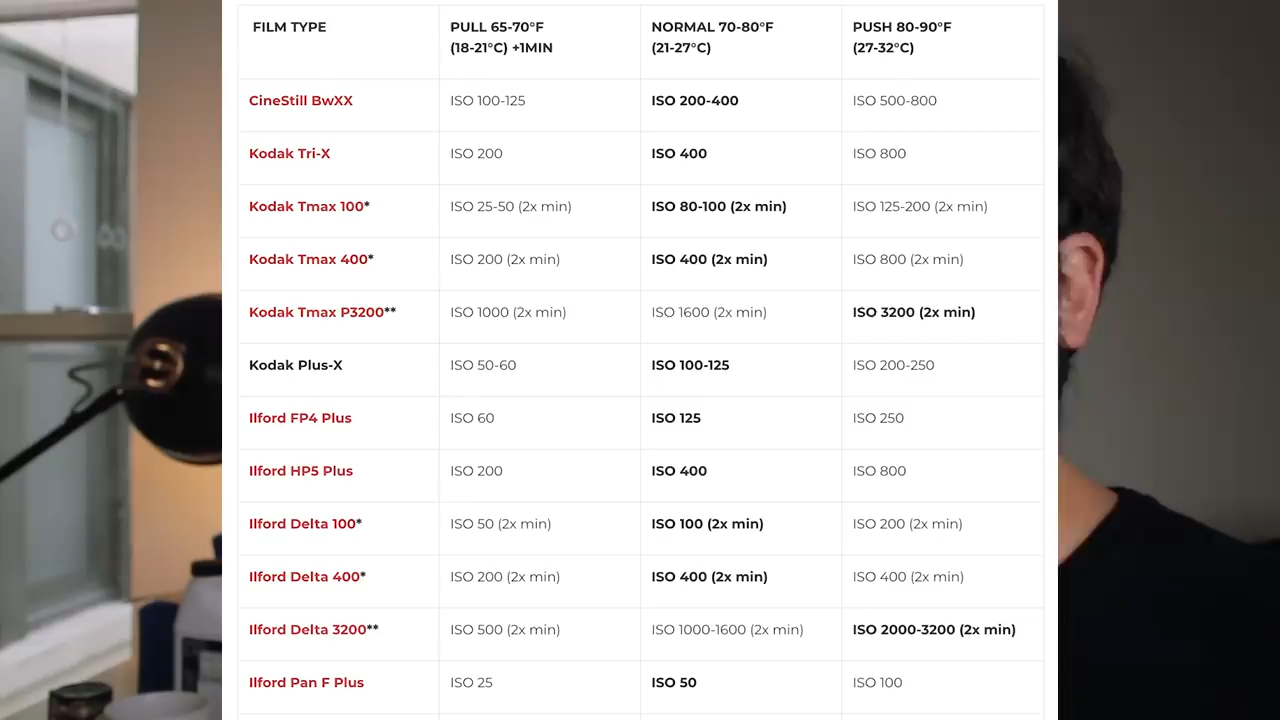 FILM TYPE
PULL 65-70°F
(18-21°C) +1MIN
NORMAL 70-80°F
(21-27°C)
PUSH 80-90°F
(27-32°C)
CineStill BwXX
ISO 100-125
ISO 200-400
ISO 500-800
Kodak Tri-X
ISO 200
ISO 400
ISO 800
Kodak Tmax 100*
ISO 25-50 (2x min)
ISO 80-100 (2x min)
ISO 125-200 (2x min)
Kodak Tmax 400*
ISO 200 (2x min)
ISO 400 (2x min)
ISO 800 (2x min)
Kodak Tmax P3200**
ISO 1000 (2x min)
ISO 1600 (2x min)
ISO 3200 (2x min)
Kodak Plus-X
ISO 50-60
ISO 100-125
ISO 200-250
Ilford FP4 Plus
ISO 60
ISO 125
ISO 250
Ilford HP5 Plus
ISO 200
ISO 400
ISO 800
Ilford Delta 100*
ISO 50 (2x min)
ISO 100 (2x min)
ISO 200 (2x min)
Ilford Delta 400*
ISO 200 (2x min)
ISO 400 (2x min)
ISO 400 (2x min)
Ilford Delta 3200**
ISO 500 (2x min)
ISO 1000-1600 (2x min)
ISO 2000-3200 (2x min)
Ilford Pan F Plus
ISO 25
ISO 50
ISO 100